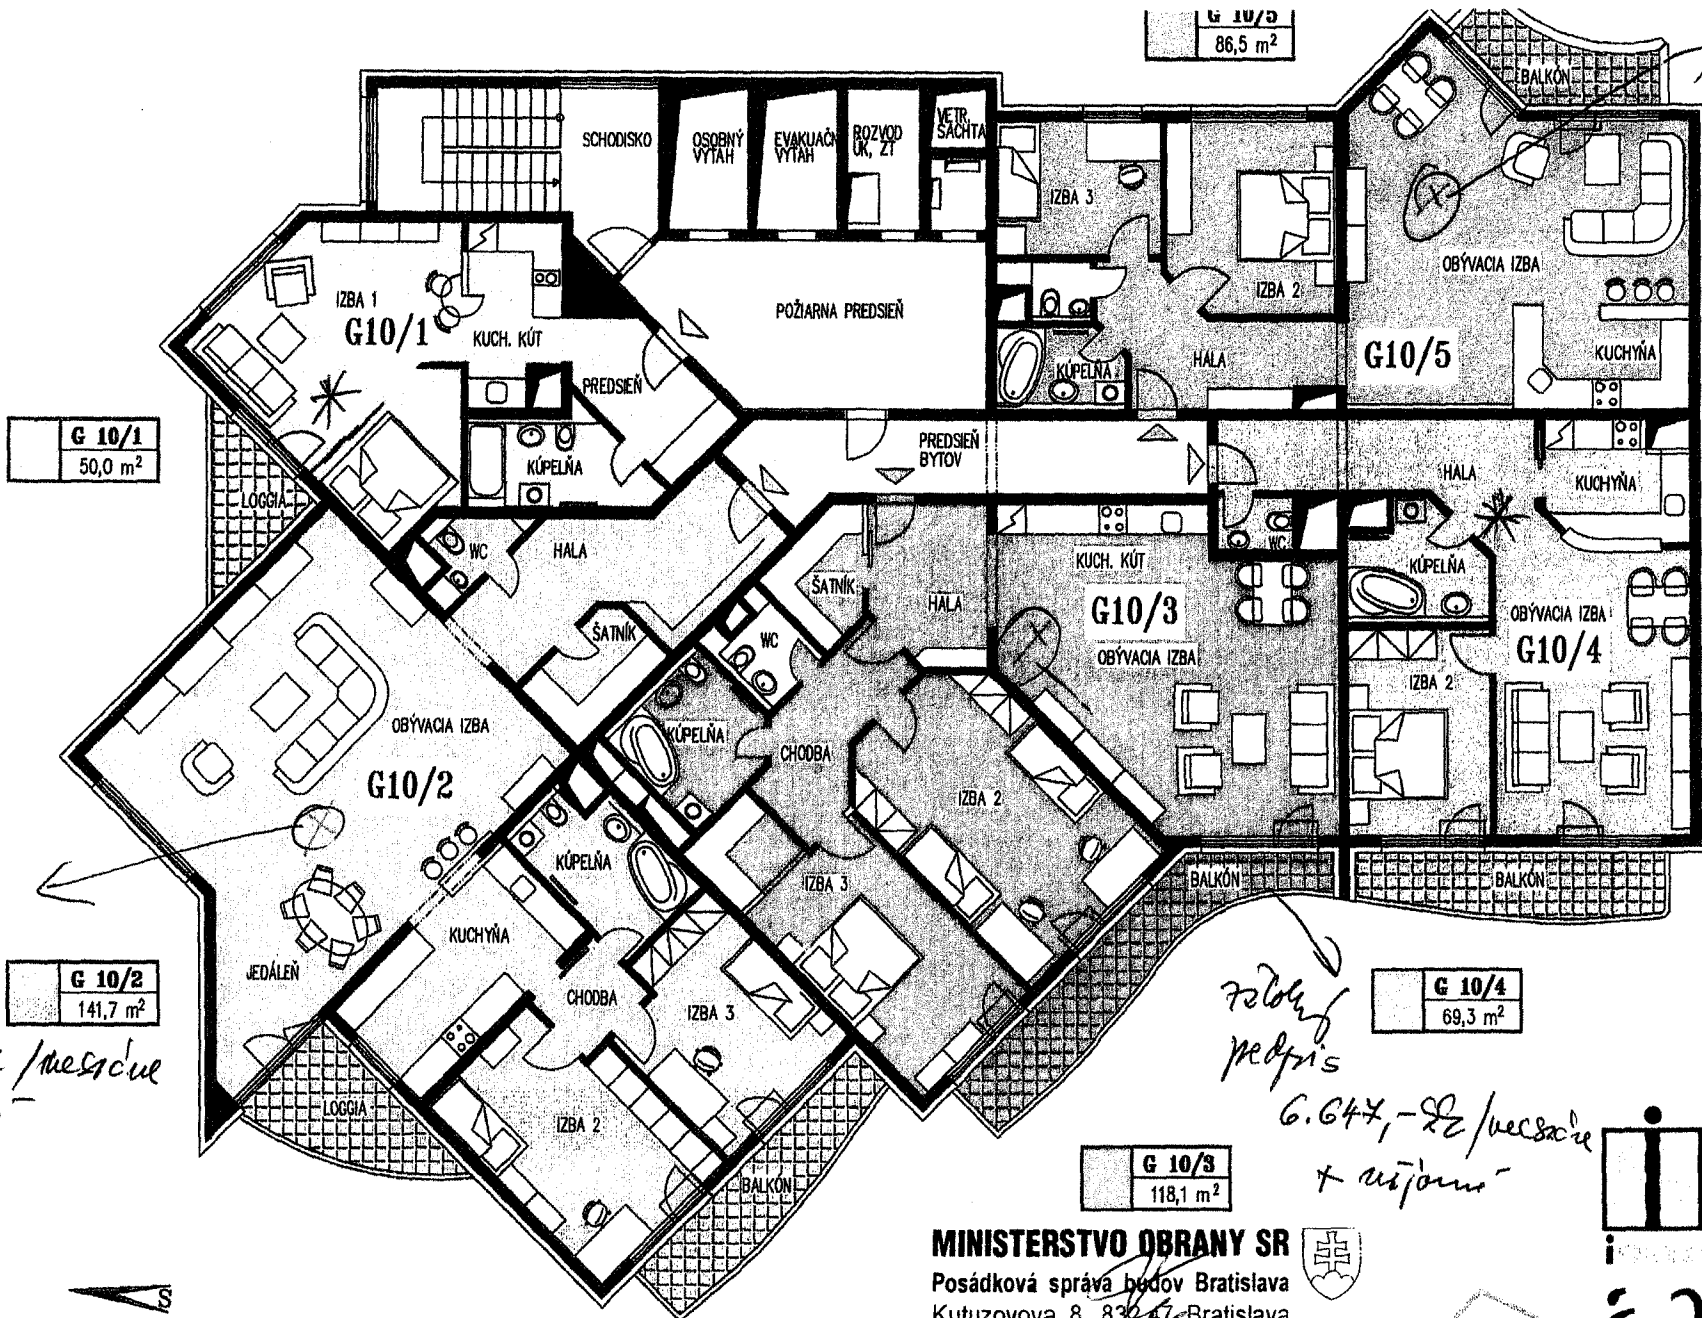 G 10/5
86,5 m²
BALKÓN
SCHODISKO
OSOBNÝ
VÝŤAH
EVAKUAČN
VÝŤAH
ROZVOD
ÚK, ZT
VETR.
ŠACHTA
IZBA 3
IZBA 2
OBÝVACIA IZBA
KUCHYŇA
G10/5
HALA
KÚPEĽŇA
IZBA 1
G10/1
KUCH. KÚT
POŽIARNA PREDSIEŇ
PREDSIEŇ
KÚPEĽŇA
LOGGIA
G 10/1
50,0 m²
PREDSIEŇ
BYTOV
HALA
KUCHYŇA
WC
KÚPEĽŇA
OBÝVACIA IZBA
G10/4
IZBA 2
BALKÓN
WC
HALA
ŠATNÍK
ŠATNÍK
HALA
KUCH. KÚT
G10/3
OBÝVACIA IZBA
WC
KÚPEĽŇA
CHODBA
IZBA 2
IZBA 3
BALKÓN
OBÝVACIA IZBA
G10/2
KÚPEĽŇA
KUCHYŇA
JEDÁLEŇ
CHODBA
IZBA 3
LOGGIA
IZBA 2
BALKÓN
G 10/2
141,7 m²
/mesačne
G 10/4
69,3 m²
predpis
6.647,- Sk/mesačne
+
G 10/3
118,1 m²
MINISTERSTVO OBRANY SR
Posádková správa budov Bratislava
Kutuzovova 8, 832 47 Bratislava
S